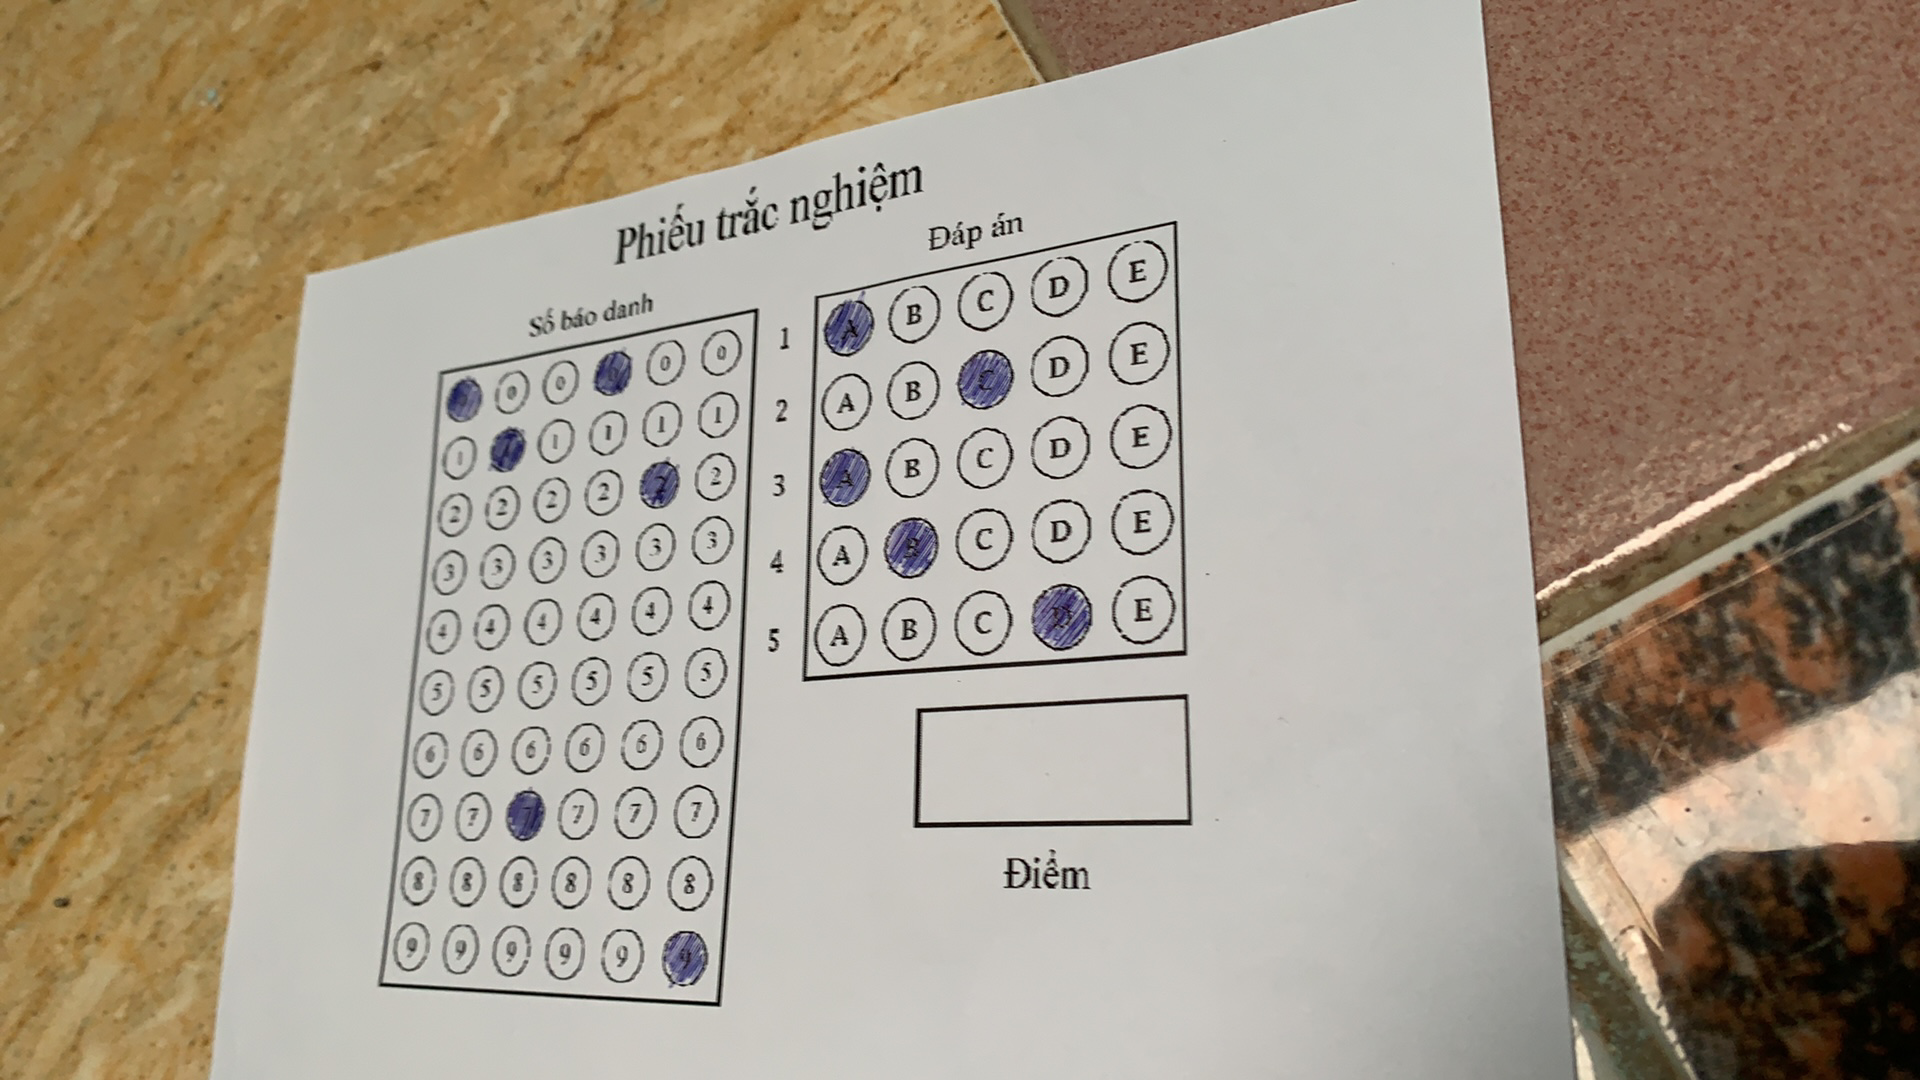 Phiếu trắc nghiệm
Số báo danh
0 0 0 0 0 0
1 1 1 1 1 1
2 2 2 2 2 2
3 3 3 3 3 3
4 4 4 4 4 4
5 5 5 5 5 5
6 6 6 6 6 6
7 7 7 7 7 7
8 8 8 8 8 8
9 9 9 9 9 9
Đáp án
1 A B C D E
2 A B C D E
3 A B C D E
4 A B C D E
5 A B C D E
Điểm